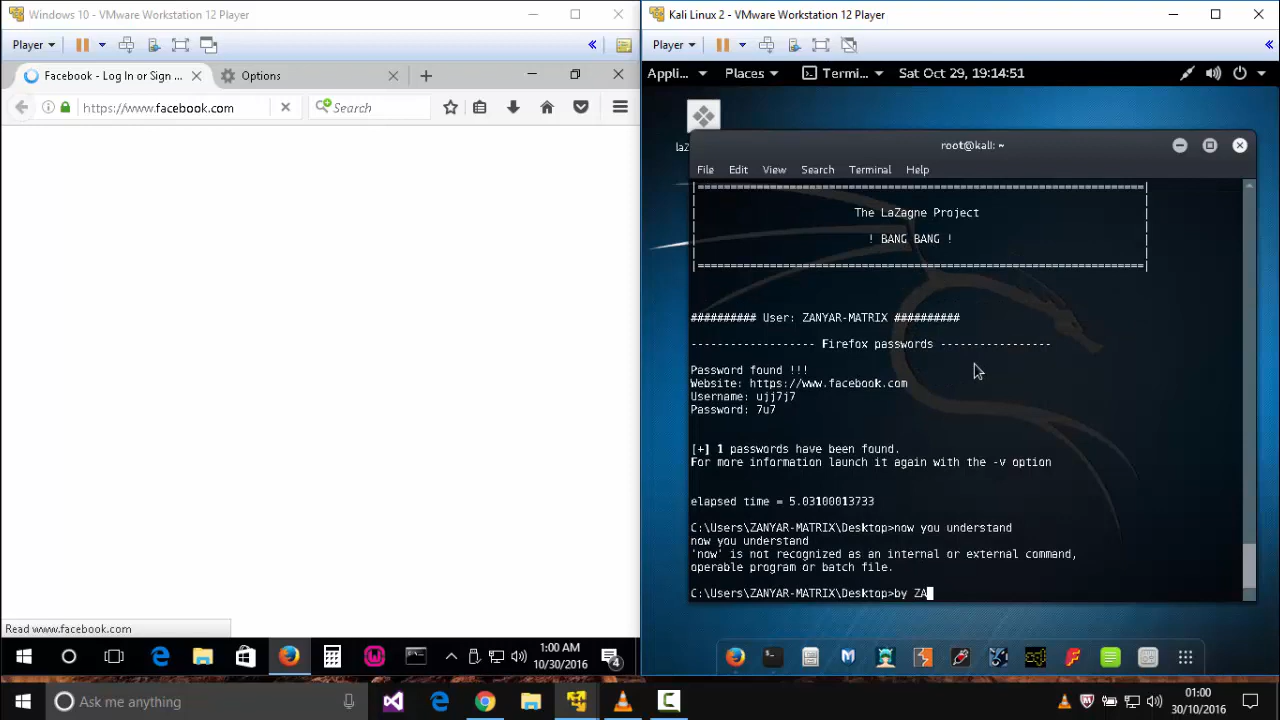 Windows 10 - VMware Workstation 12 Player
Player
Facebook - Log In or Sign ...
Options
https://www.facebook.com
Search
Read www.facebook.com
1:00 AM
10/30/2016
4
Kali Linux 2 - VMware Workstation 12 Player
Player
Appli...
Places
Termi...
Sat Oct 29, 19:14:51
laZ
root@kali: ~
File Edit View Search Terminal Help
|====================================================================|
The LaZagne Project
! BANG BANG !
|====================================================================|
########## User: ZANYAR-MATRIX ##########
------------------- Firefox passwords -----------------
Password found !!!
Website: https://www.facebook.com
Username: ujj7j7
Password: 7u7
[+] 1 passwords have been found.
For more information launch it again with the -v option
elapsed time = 5.03100013733
C:\Users\ZANYAR-MATRIX\Desktop>now you understand
now you understand
'now' is not recognized as an internal or external command,
operable program or batch file.
C:\Users\ZANYAR-MATRIX\Desktop>by ZA
Ask me anything
01:00
30/10/2016